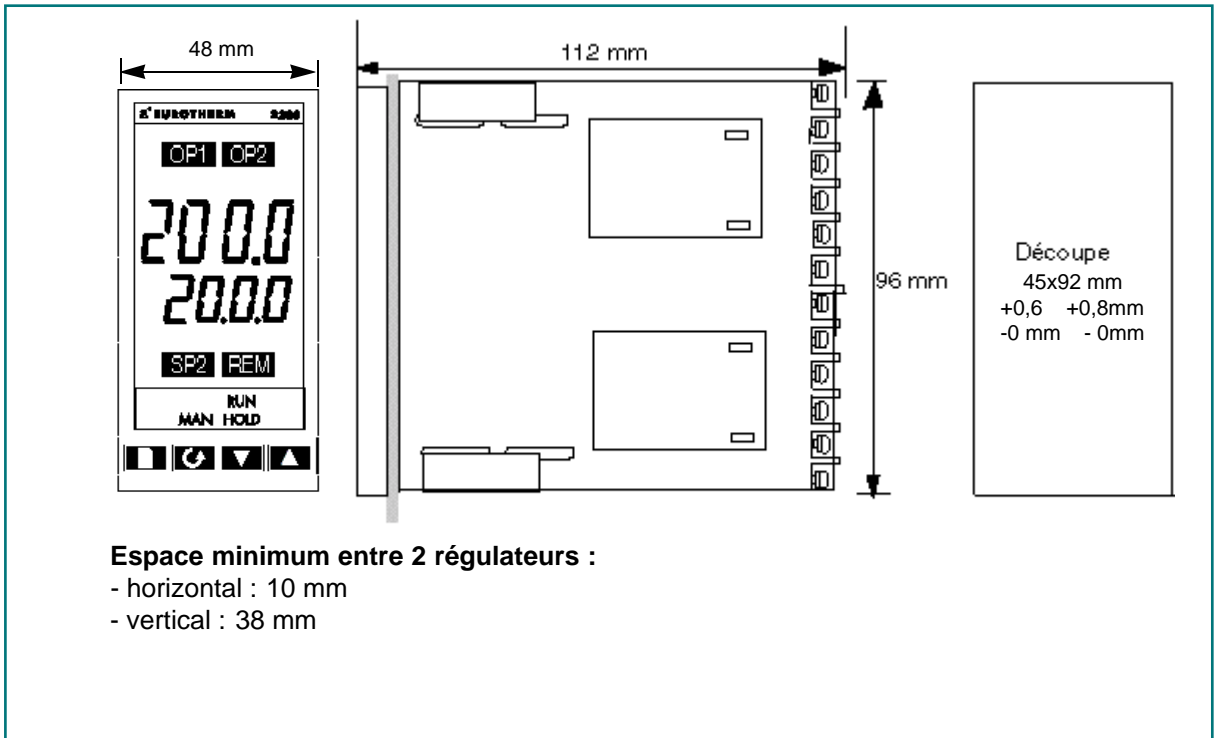 48 mm
112 mm
EUROTHERM
OP1 OP2
200.0
20.0.0
SP2 REM
RUN
MAN HOLD
96 mm
Découpe
45x92 mm
+0,6 +0,8mm
-0 mm - 0mm
Espace minimum entre 2 régulateurs :
- horizontal : 10 mm
- vertical : 38 mm